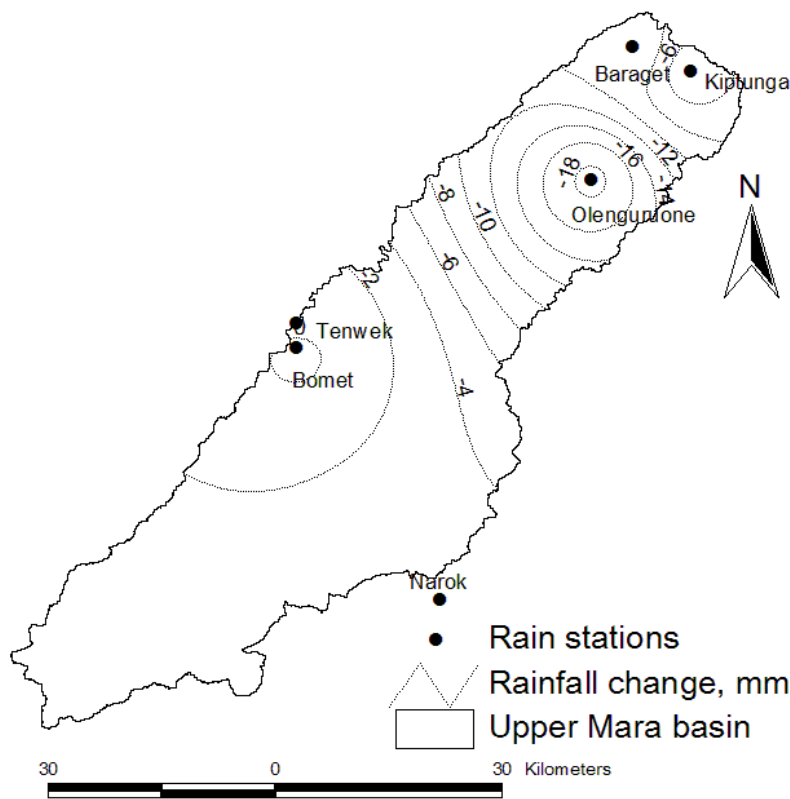 -6
Baraget
Kiptunga
-12
-16
-18
-14
N
-8
Olenguruone
-10
-6
-2
0
Tenwek
Bomet
-4
Narok
Rain stations
Rainfall change, mm
Upper Mara basin
30 0 30 Kilometers